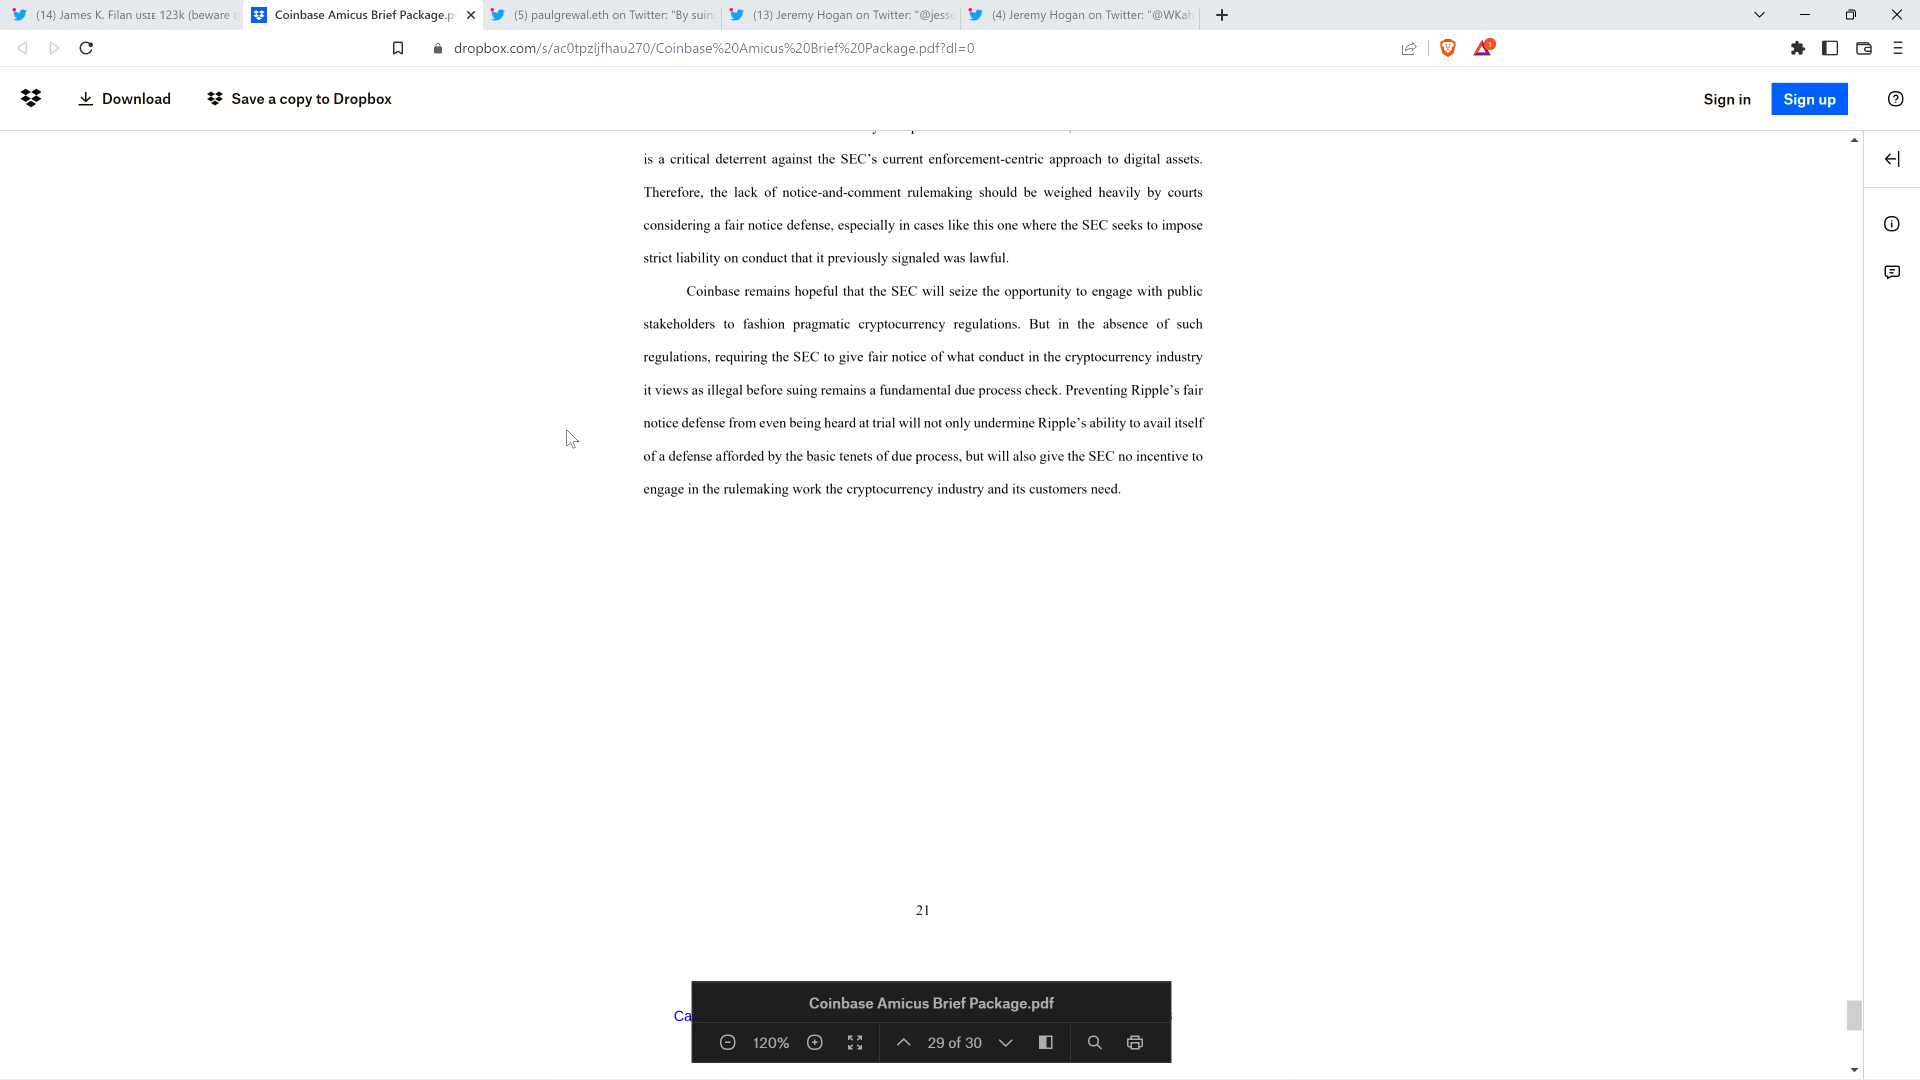 (14) James K. Filan 🇺🇸 123k (beware
Coinbase Amicus Brief Package.p
(5) paulgrewal.eth on Twitter: "By suing
(13) Jeremy Hogan on Twitter: "@jesse
(4) Jeremy Hogan on Twitter: "@WKah
dropbox.com/s/ac0tpzljfhau270/Coinbase%20Amicus%20Brief%20Package.pdf?dl=0
1
Download
Save a copy to Dropbox
Sign in
Sign up
is a critical deterrent against the SEC's current enforcement-centric approach to digital assets.
Therefore, the lack of notice-and-comment rulemaking should be weighed heavily by courts
considering a fair notice defense, especially in cases like this one where the SEC seeks to impose
strict liability on conduct that it previously signaled was lawful.
Coinbase remains hopeful that the SEC will seize the opportunity to engage with public
stakeholders to fashion pragmatic cryptocurrency regulations. But in the absence of such
regulations, requiring the SEC to give fair notice of what conduct in the cryptocurrency industry
it views as illegal before suing remains a fundamental due process check. Preventing Ripple's fair
notice defense from even being heard at trial will not only undermine Ripple's ability to avail itself
of a defense afforded by the basic tenets of due process, but will also give the SEC no incentive to
engage in the rulemaking work the cryptocurrency industry and its customers need.
21
Ca
Coinbase Amicus Brief Package.pdf
120%
29 of 30